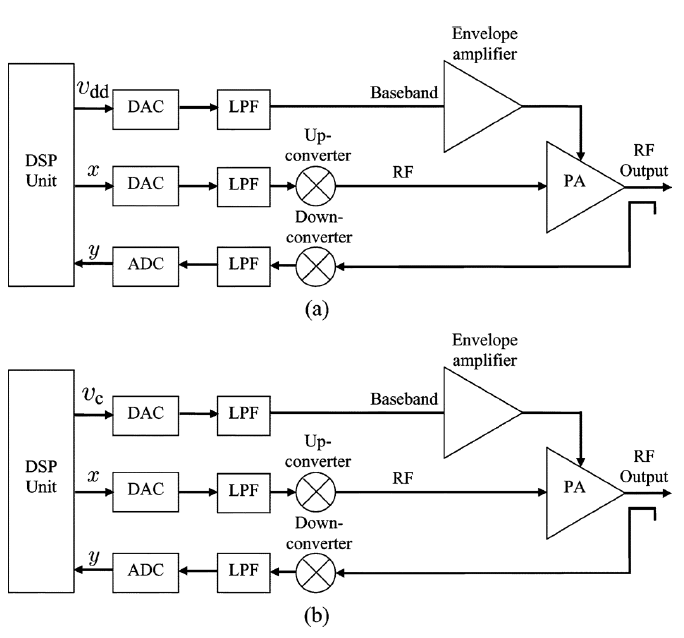 Envelope
amplifier
v_dd
DAC
LPF
Baseband
DSP
Unit
x
DAC
LPF
Up-
converter
RF
PA
RF
Output
y
ADC
LPF
Down-
converter
(a)
Envelope
amplifier
v_c
DAC
LPF
Baseband
DSP
Unit
x
DAC
LPF
Up-
converter
RF
PA
RF
Output
y
ADC
LPF
Down-
converter
(b)